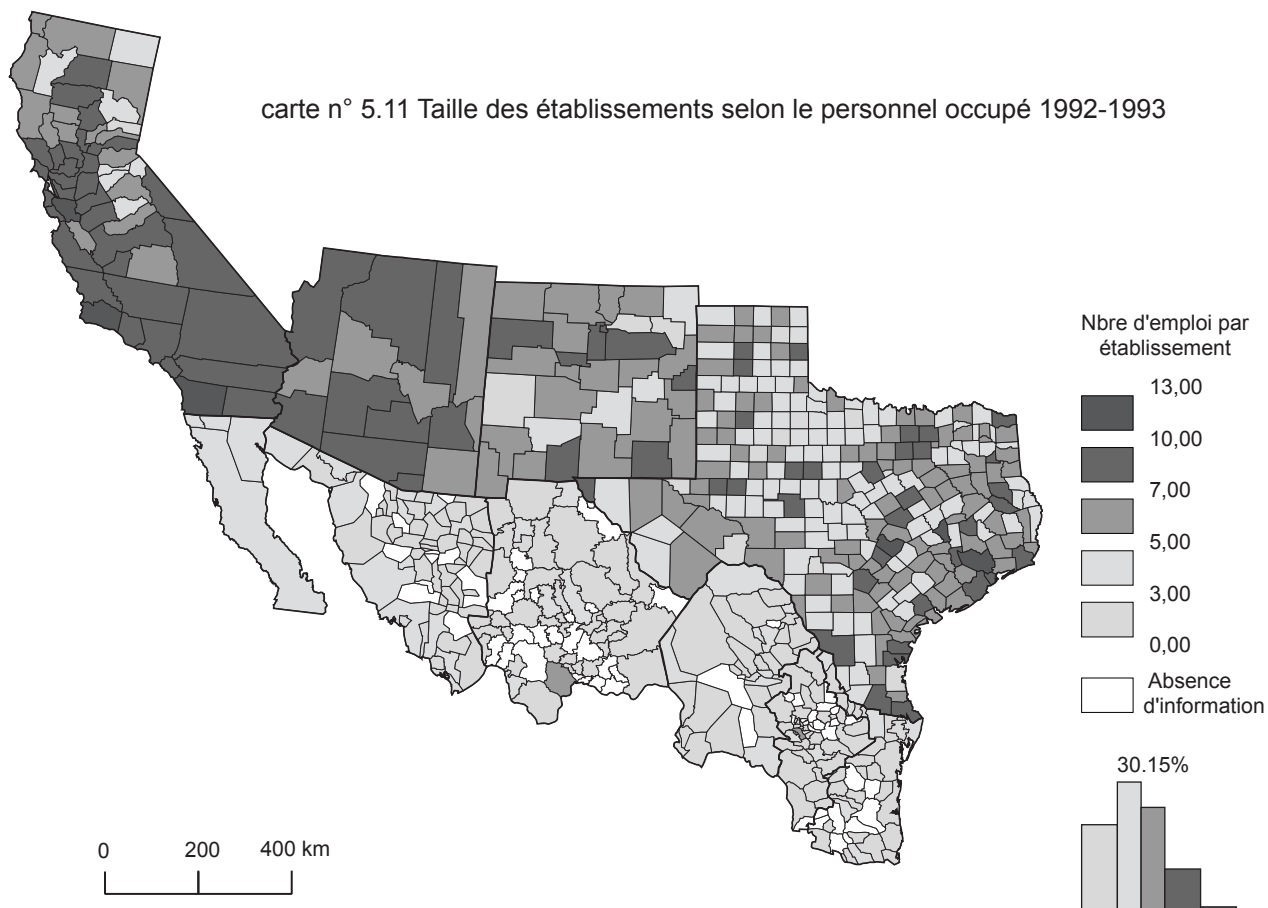 carte n° 5.11 Taille des établissements selon le personnel occupé 1992-1993
Nbre d'emploi par
établissement
13,00
10,00
7,00
5,00
3,00
0,00
Absence
d'information
30.15%
0 200 400 km